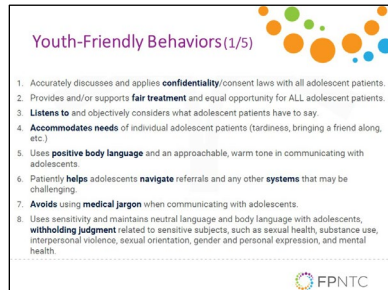 Youth-Friendly Behaviors (1/5)
1. Accurately discusses and applies confidentiality/consent laws with all adolescent patients.
2. Provides and/or supports fair treatment and equal opportunity for ALL adolescent patients.
3. Listens to and objectively considers what adolescent patients have to say.
4. Accommodates needs of individual adolescent patients (tardiness, bringing a friend along,
etc.)
5. Uses positive body language and an approachable, warm tone in communicating with
adolescents.
6. Patiently helps adolescents navigate referrals and any other systems that may be
challenging.
7. Avoids using medical jargon when communicating with adolescents.
8. Uses sensitivity and maintains neutral language and body language with adolescents,
withholding judgment related to sensitive subjects, such as sexual health, substance use,
interpersonal violence, sexual orientation, gender and personal expression, and mental
health.
FPNTC